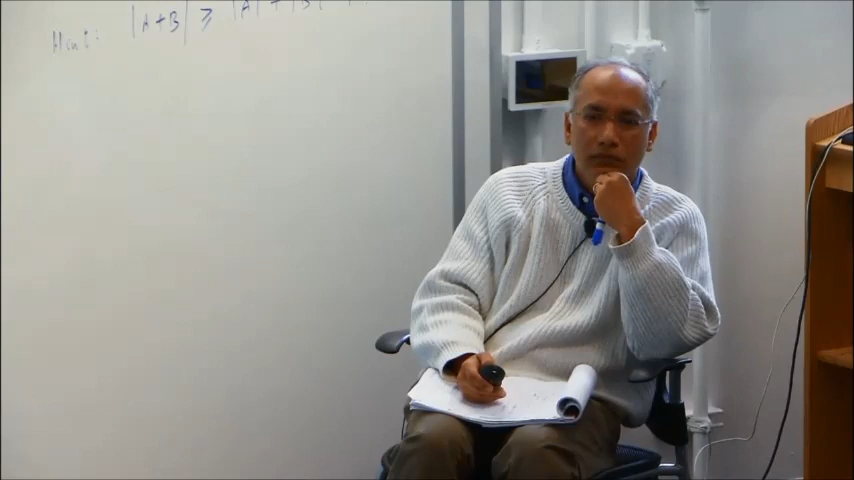 Hint: |A+B| ≥ |A| + |B|